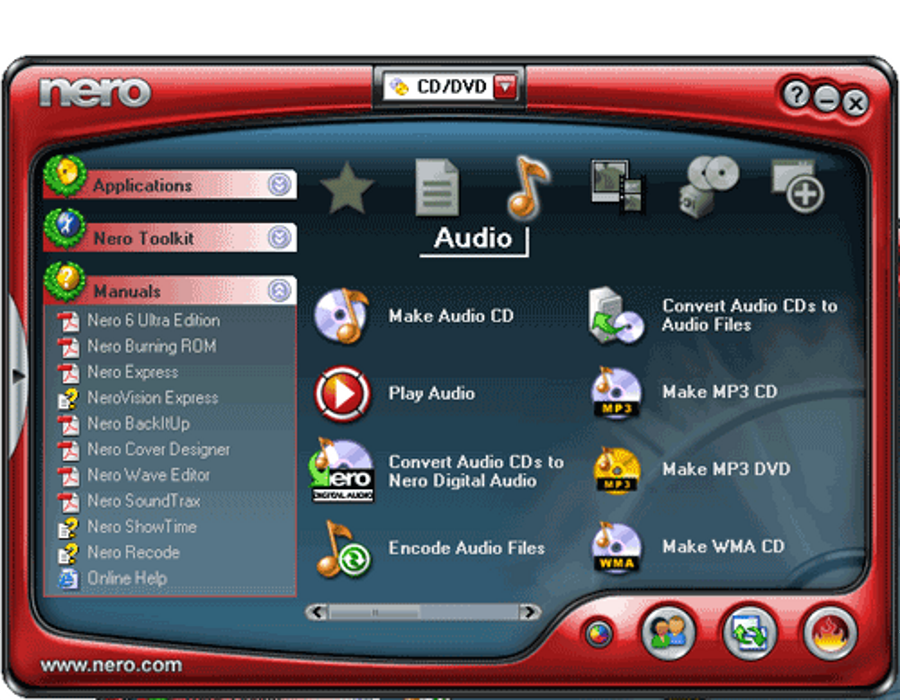 nero
CD/DVD
?
Applications
Nero Toolkit
Manuals
Nero 6 Ultra Edition
Nero Burning ROM
Nero Express
NeroVision Express
Nero BackItUp
Nero Cover Designer
Nero Wave Editor
Nero SoundTrax
Nero ShowTime
Nero Recode
Online Help
Audio
Make Audio CD
Convert Audio CDs to
Audio Files
Play Audio
MP3
Make MP3 CD
nero
DIGITAL AUDIO
Convert Audio CDs to
Nero Digital Audio
MP3
Make MP3 DVD
Encode Audio Files
WMA
Make WMA CD
www.nero.com